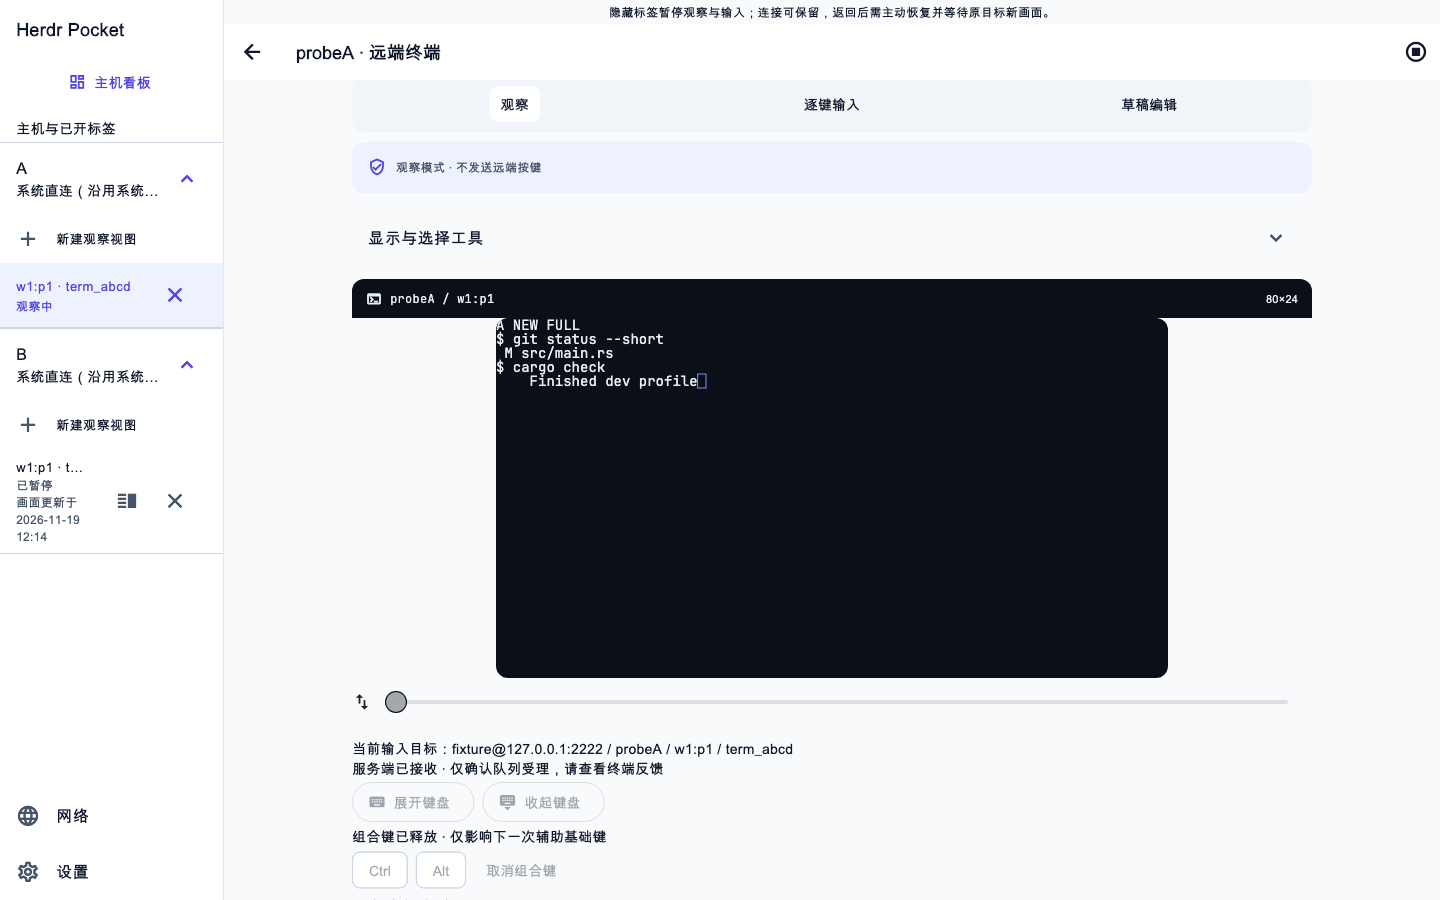 隐藏标签暂停观察与输入；连接可保留，返回后需主动恢复并等待原目标新画面。
Herdr Pocket
主机看板
主机与已开标签
A
系统直连（沿用系统...
新建观察视图
w1:p1 · term_abcd
观察中
B
系统直连（沿用系统...
新建观察视图
w1:p1 · t...
已暂停
画面更新于
2026-11-19
12:14
网络
设置
probeA · 远端终端
观察
逐键输入
草稿编辑
观察模式 · 不发送远端按键
显示与选择工具
probeA / w1:p1
80×24
A NEW FULL
$ git status --short
 M src/main.rs
$ cargo check
    Finished dev profile
当前输入目标：fixture@127.0.0.1:2222 / probeA / w1:p1 / term_abcd
服务端已接收 · 仅确认队列受理，请查看终端反馈
展开键盘
收起键盘
组合键已释放 · 仅影响下一次辅助基础键
Ctrl
Alt
取消组合键